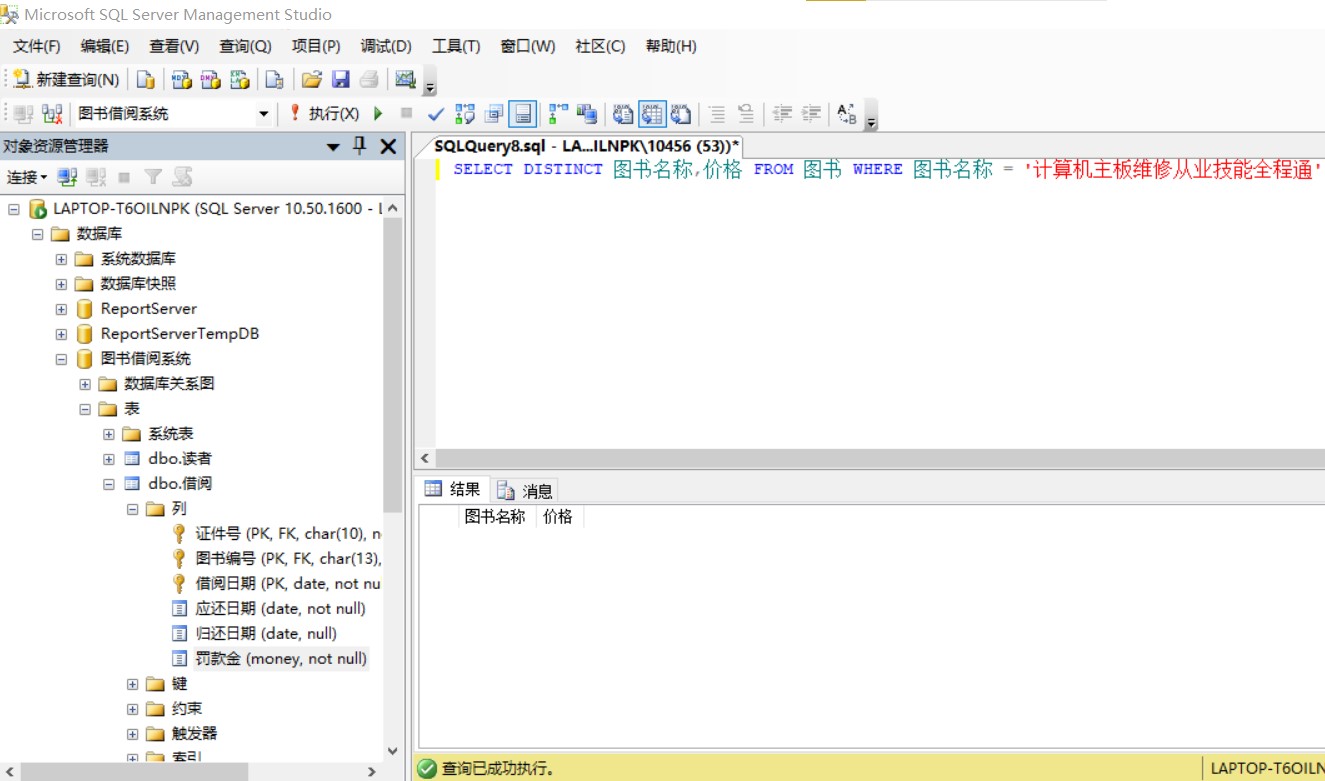 Microsoft SQL Server Management Studio
文件(F) 编辑(E) 查看(V) 查询(Q) 项目(P) 调试(D) 工具(T) 窗口(W) 社区(C) 帮助(H)
新建查询(N)
图书借阅系统 执行(X)
对象资源管理器
SQLQuery8.sql - LA...ILNPK\10456 (53))*
连接
SELECT DISTINCT 图书名称,价格 FROM 图书 WHERE 图书名称 = '计算机主板维修从业技能全程通'
LAPTOP-T6OILNPK (SQL Server 10.50.1600 - L
数据库
系统数据库
数据库快照
ReportServer
ReportServerTempDB
图书借阅系统
数据库关系图
表
系统表
dbo.读者
dbo.借阅
列
证件号 (PK, FK, char(10), n
图书编号 (PK, FK, char(13),
借阅日期 (PK, date, not nu
应还日期 (date, not null)
归还日期 (date, null)
罚款金 (money, not null)
键
约束
触发器
索引
结果 消息
图书名称 价格
查询已成功执行。
LAPTOP-T6OILN